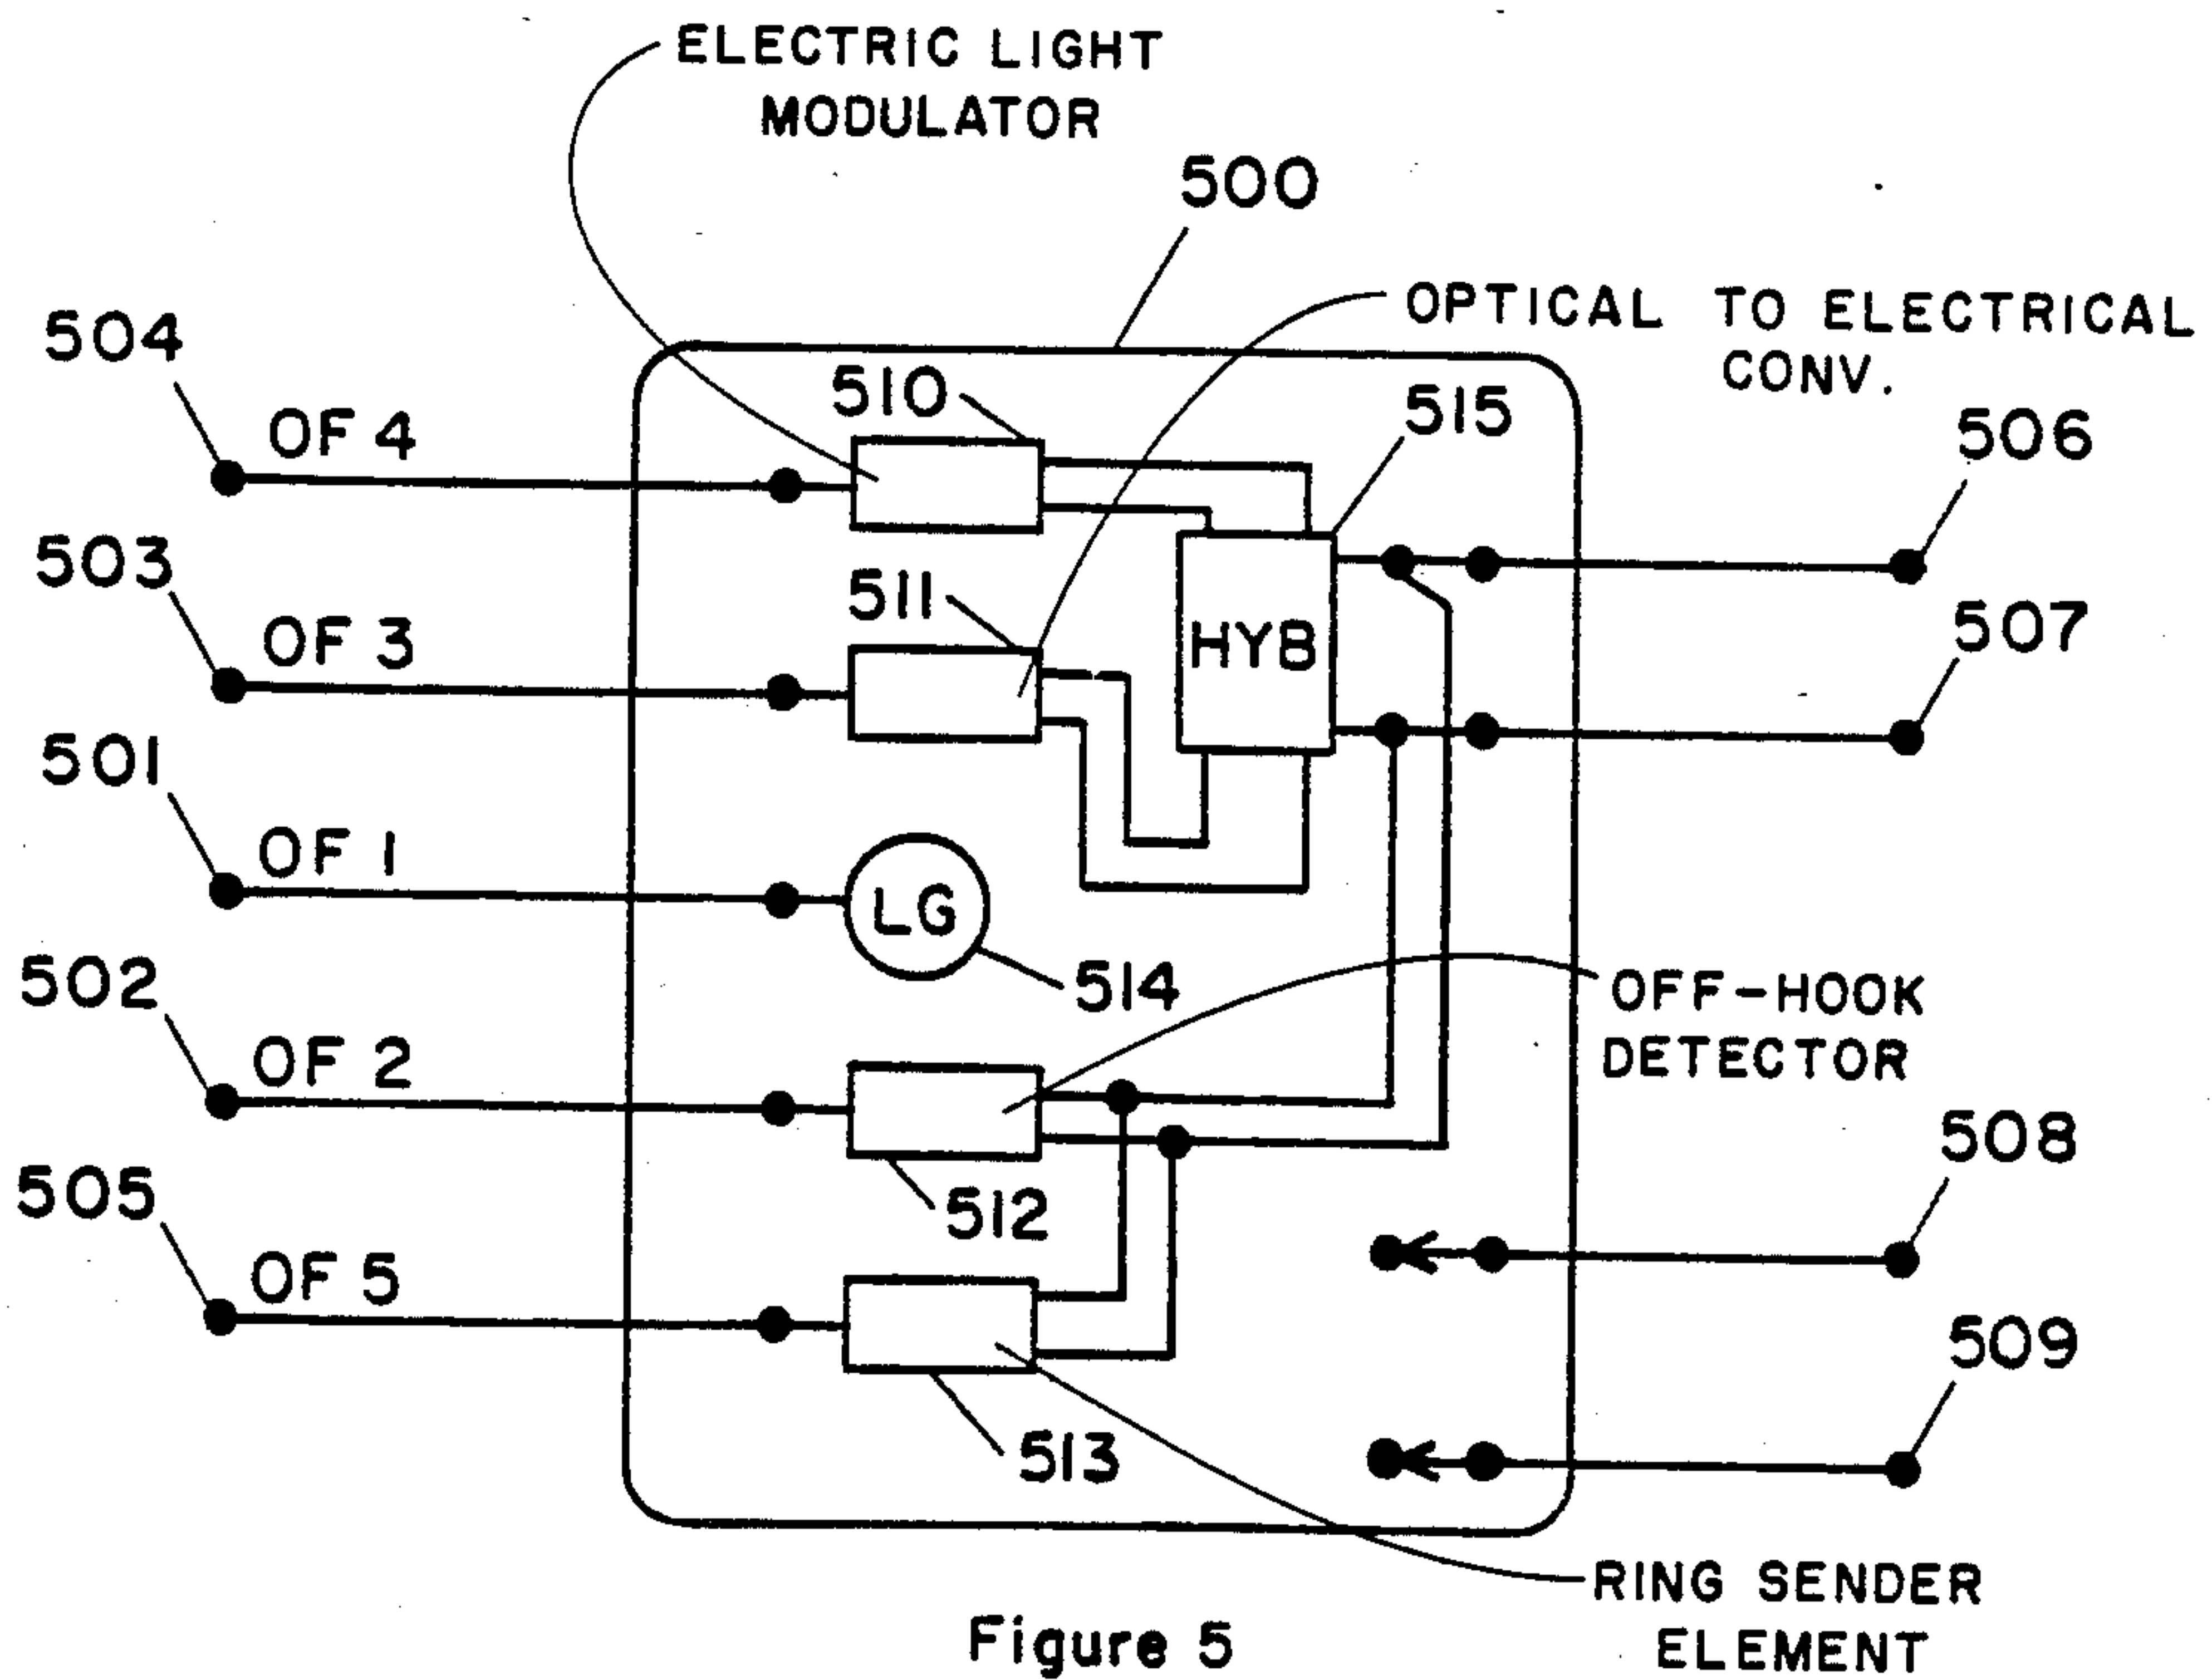 ELECTRIC LIGHT
MODULATOR
500
OPTICAL TO ELECTRICAL
CONV.
504
OF 4
510
515
506
503
OF 3
511
HYB
507
501
OF 1
LG
514
502
OF 2
OFF-HOOK
DETECTOR
512
508
505
OF 5
513
509
RING SENDER
ELEMENT
Figure 5